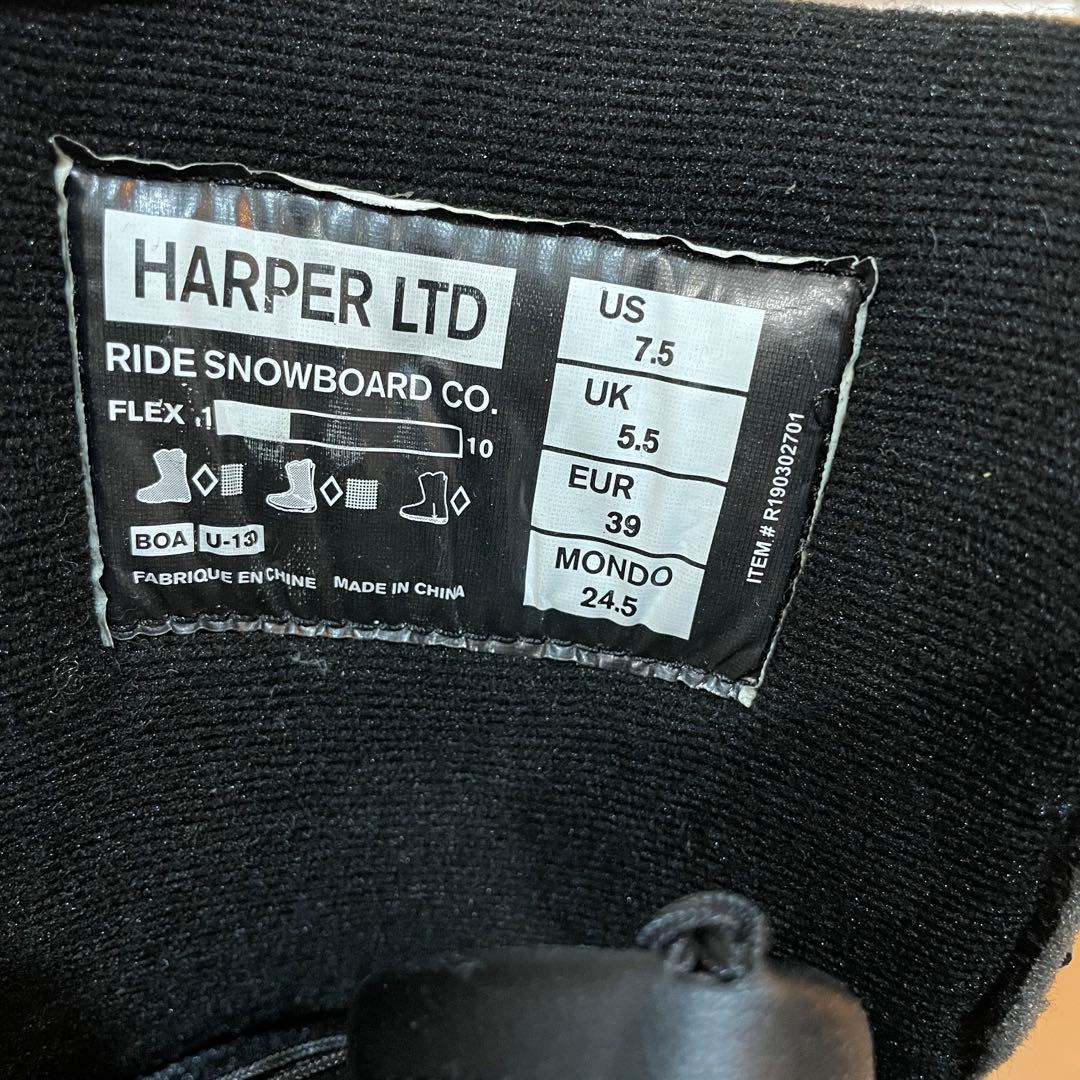 HARPER LTD
RIDE SNOWBOARD CO.
FLEX 1 10
BOA U-13
FABRIQUE EN CHINE MADE IN CHINA
US
7.5
UK
5.5
EUR
39
MONDO
24.5
ITEM # R190302701